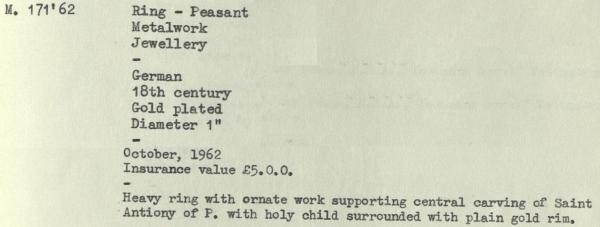 M. 171'62
Ring - Peasant
Metalwork
Jewellery
-
German
18th century
Gold plated
Diameter 1"
-
October, 1962
Insurance value £5.0.0.
-
Heavy ring with ornate work supporting central carving of Saint
Antiony of P. with holy child surrounded with plain gold rim.